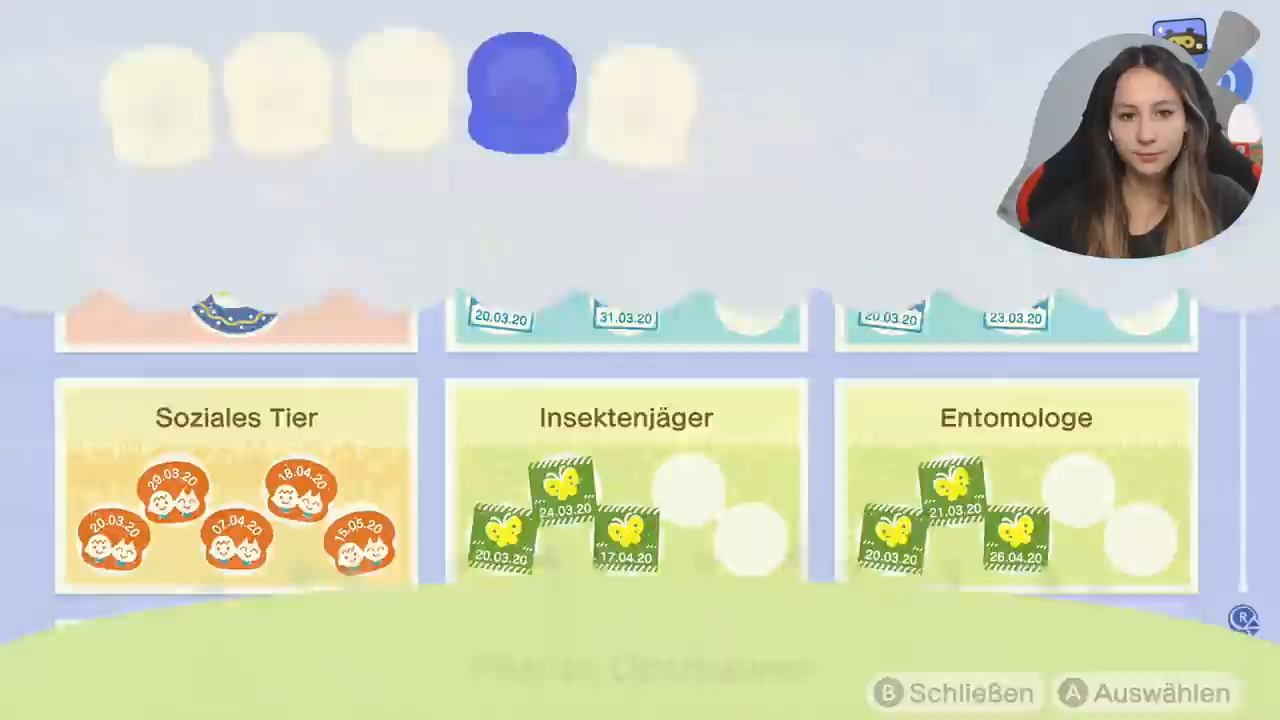 20.03.20
31.03.20
20.03.20
23.03.20
Soziales Tier
Insektenjäger
Entomologe
20.03.20
29.03.20
07.04.20
18.04.20
15.05.20
20.03.20
24.03.20
17.04.20
20.03.20
21.03.20
26.04.20
R
B Schließen
A Auswählen